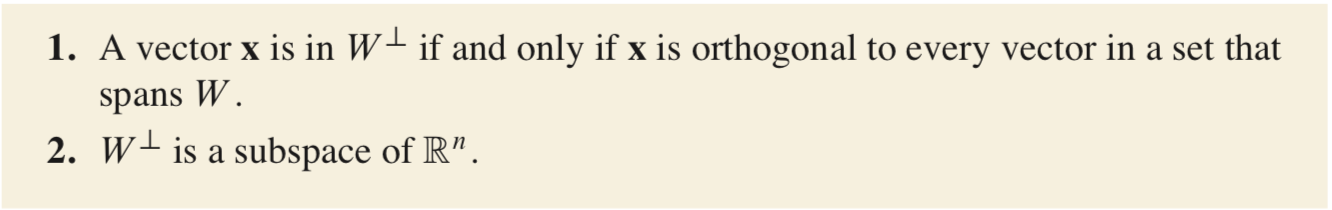 1. A vector x is in W⊥ if and only if x is orthogonal to every vector in a set that
spans W.
2. W⊥ is a subspace of ℝⁿ.